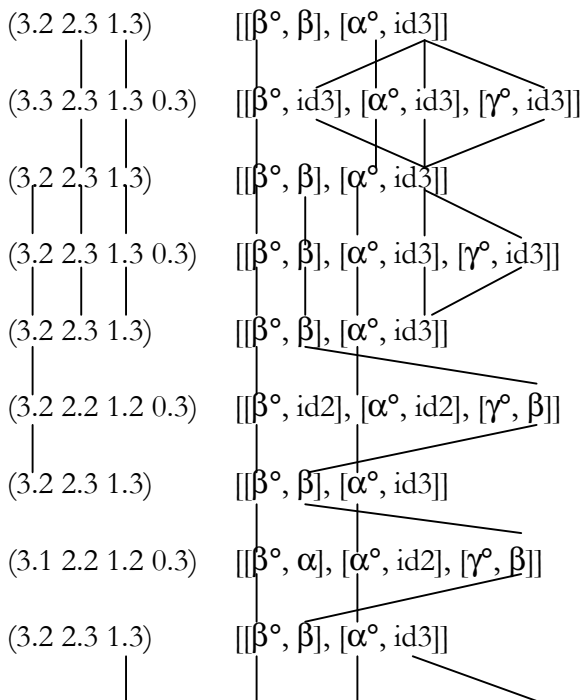 (3.2 2.3 1.3) [[β°, β], [α°, id3]]
(3.3 2.3 1.3 0.3) [[β°, id3], [α°, id3], [γ°, id3]]
(3.2 2.3 1.3) [[β°, β], [α°, id3]]
(3.2 2.3 1.3 0.3) [[β°, β], [α°, id3], [γ°, id3]]
(3.2 2.3 1.3) [[β°, β], [α°, id3]
(3.2 2.2 1.2 0.3) [[β°, id2], [α°, id2], [γ°, β]]
(3.2 2.3 1.3) [[β°, β], [α°, id3]]
(3.1 2.2 1.2 0.3) [[β°, α], [α°, id2], [γ°, β]]
(3.2 2.3 1.3) [[β°, β], [α°, id3]]